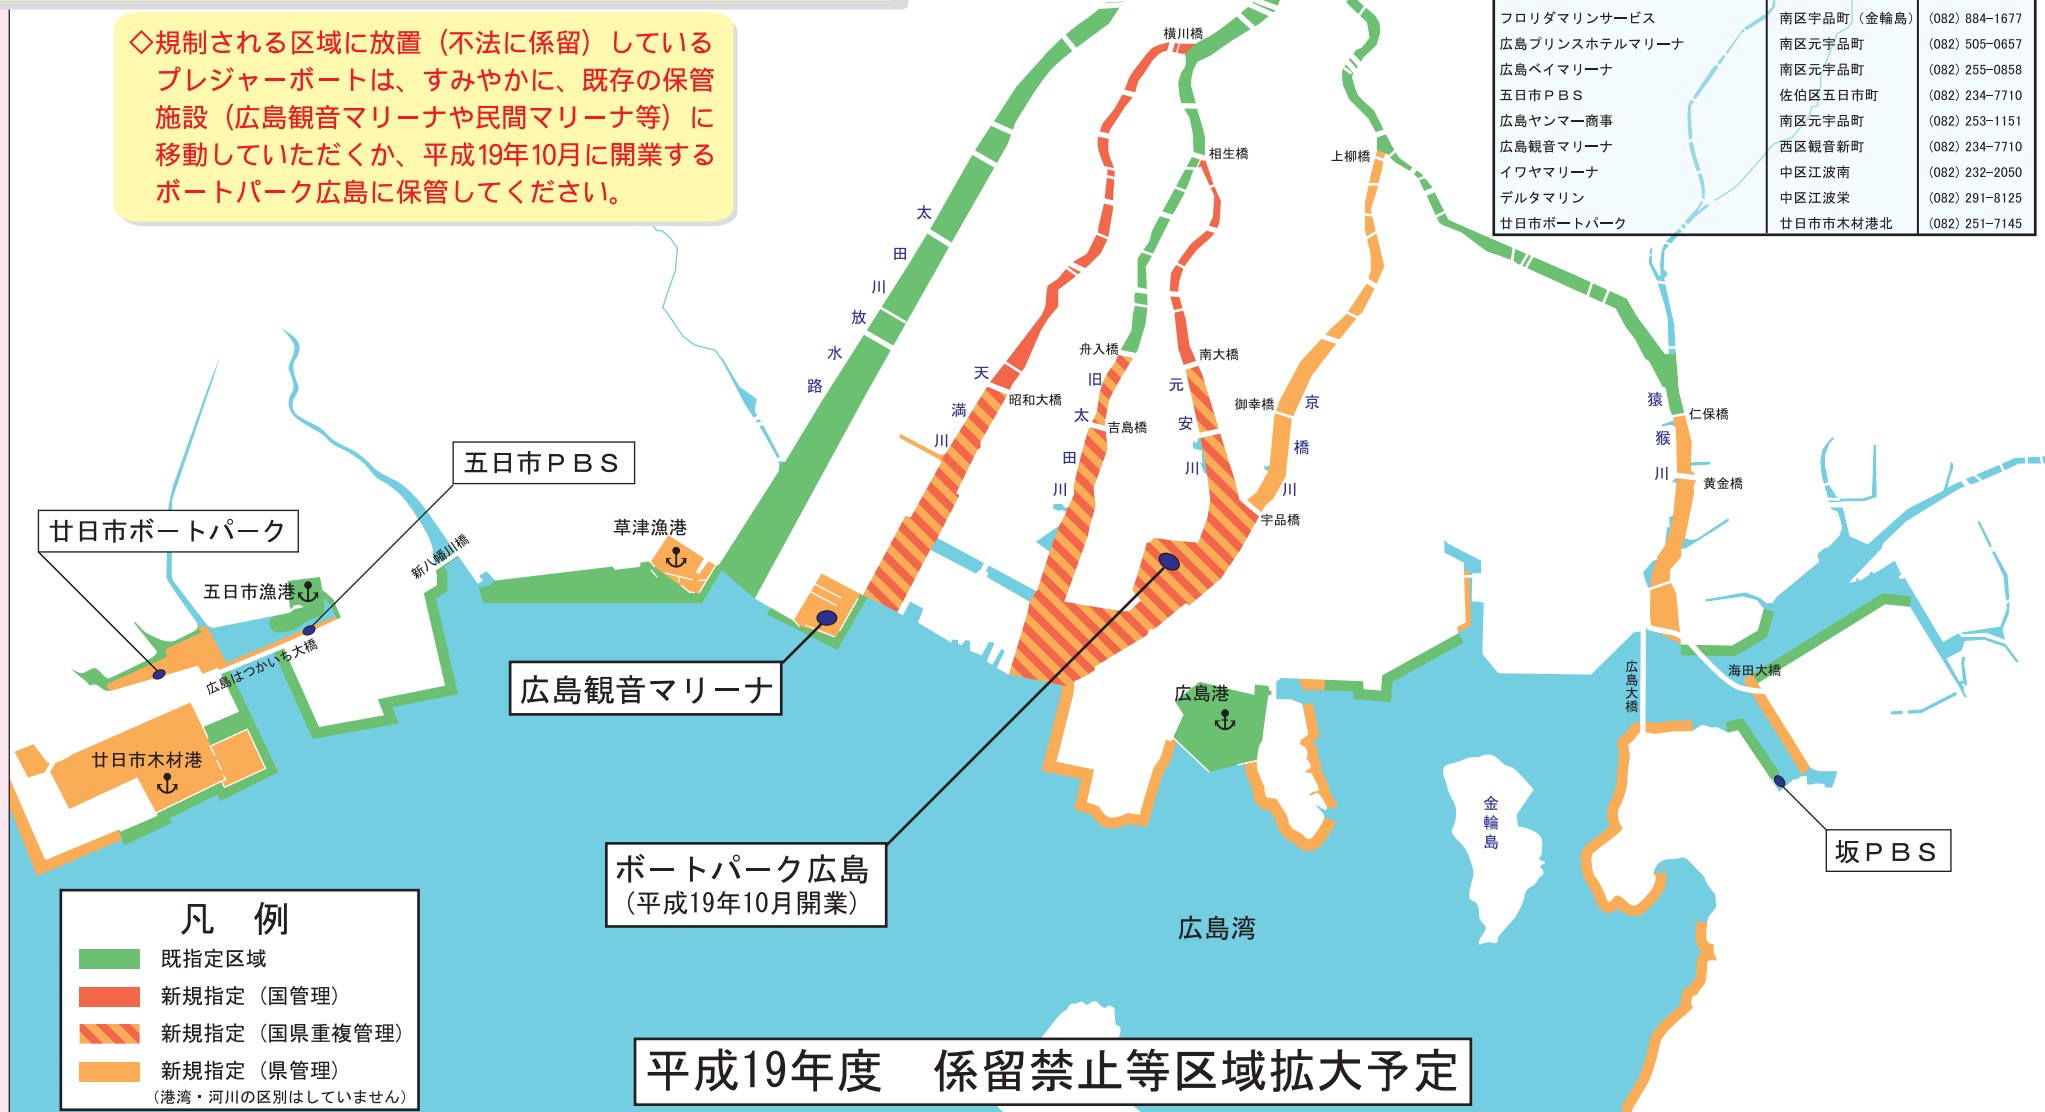 ◇規制される区域に放置（不法に係留）している
プレジャーボートは、すみやかに、既存の保管
施設（広島観音マリーナや民間マリーナ等）に
移動していただくか、平成19年10月に開業する
ボートパーク広島に保管してください。
フロリダマリンサービス 南区宇品町（金輪島） (082) 884-1677
広島プリンスホテルマリーナ 南区元宇品町 (082) 505-0657
広島ベイマリーナ 南区元宇品町 (082) 255-0858
五日市ＰＢＳ 佐伯区五日市町 (082) 234-7710
広島ヤンマー商事 南区元宇品町 (082) 253-1151
広島観音マリーナ 西区観音新町 (082) 234-7710
イワヤマリーナ 中区江波南 (082) 232-2050
デルタマリン 中区江波栄 (082) 291-8125
廿日市ボートパーク 廿日市市木材港北 (082) 251-7145
横川橋
相生橋
上柳橋
太田川放水路
舟入橋
南大橋
天満川
昭和大橋
旧太田川
吉島橋
元安川
御幸橋
京橋川
宇品橋
猿猴川
仁保橋
黄金橋
五日市ＰＢＳ
廿日市ボートパーク
草津漁港
新八幡川橋
五日市漁港
広島はつかいち大橋
広島観音マリーナ
広島港
広島大橋
海田大橋
廿日市木材港
金輪島
坂ＰＢＳ
ボートパーク広島
（平成19年10月開業）
広島湾
凡　例
既指定区域
新規指定（国管理）
新規指定（国県重複管理）
新規指定（県管理）
（港湾・河川の区別はしていません）
平成19年度　係留禁止等区域拡大予定